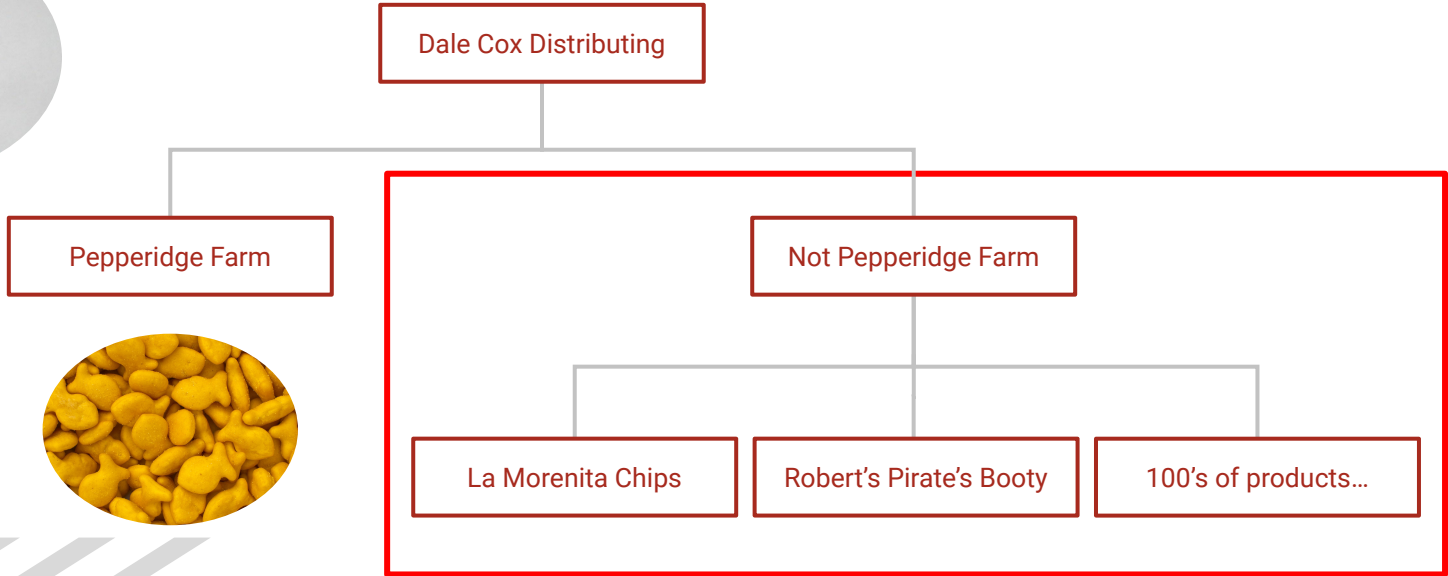 Dale Cox Distributing
Pepperidge Farm
Not Pepperidge Farm
La Morenita Chips
Robert’s Pirate’s Booty
100’s of products…